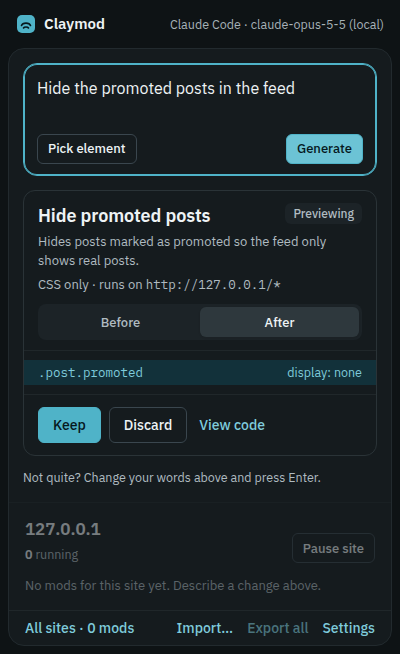 Claymod
Claude Code · claude-opus-5-5 (local)
Hide the promoted posts in the feed
Pick element
Generate
Hide promoted posts
Previewing
Hides posts marked as promoted so the feed only
shows real posts.
CSS only · runs on http://127.0.0.1/*
Before
After
.post.promoted
display: none
Keep
Discard
View code
Not quite? Change your words above and press Enter.
127.0.0.1
0 running
Pause site
No mods for this site yet. Describe a change above.
All sites · 0 mods
Import...
Export all
Settings